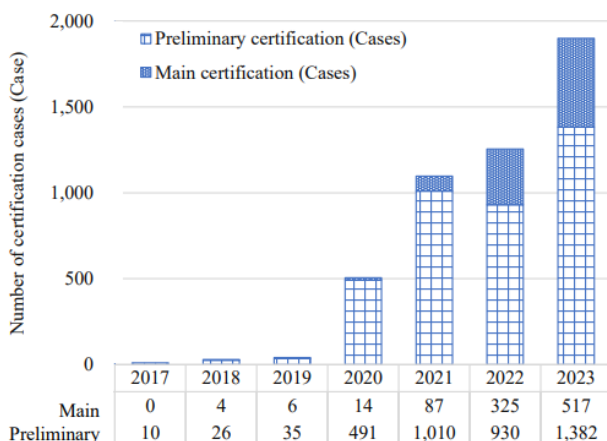 Number of certification cases (Case)
2,000
1,500
1,000
500
0
Preliminary certification (Cases)
Main certification (Cases)
2017 2018 2019 2020 2021 2022 2023
Main 0 4 6 14 87 325 517
Preliminary 10 26 35 491 1,010 930 1,382